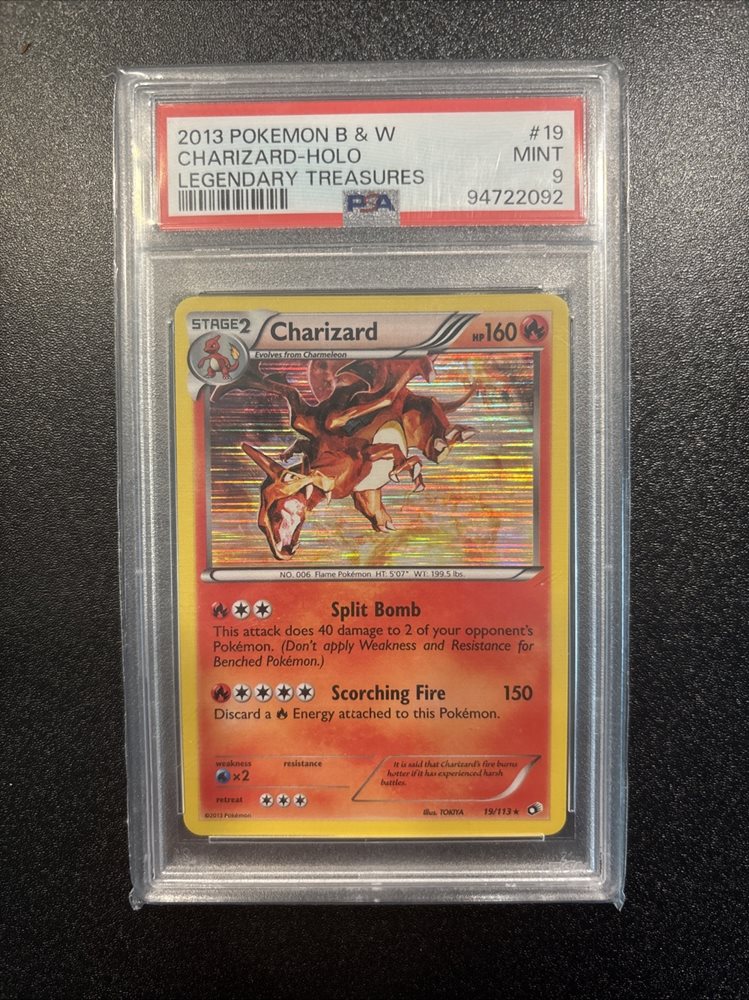 2013 POKEMON B & W #19
CHARIZARD-HOLO MINT
LEGENDARY TREASURES 9
PSA 94722092
STAGE2 Charizard HP160
Evolves from Charmeleon
NO. 006 Flame Pokémon HT: 5'07" WT: 199.5 lbs.
Split Bomb
This attack does 40 damage to 2 of your opponent's
Pokémon. (Don't apply Weakness and Resistance for
Benched Pokémon.)
Scorching Fire 150
Discard a Energy attached to this Pokémon.
weakness resistance
×2
It is said that Charizard's fire burns
hotter if it has experienced harsh
battles.
retreat
©2013 Pokémon Illus. TOKIYA 19/113 ★